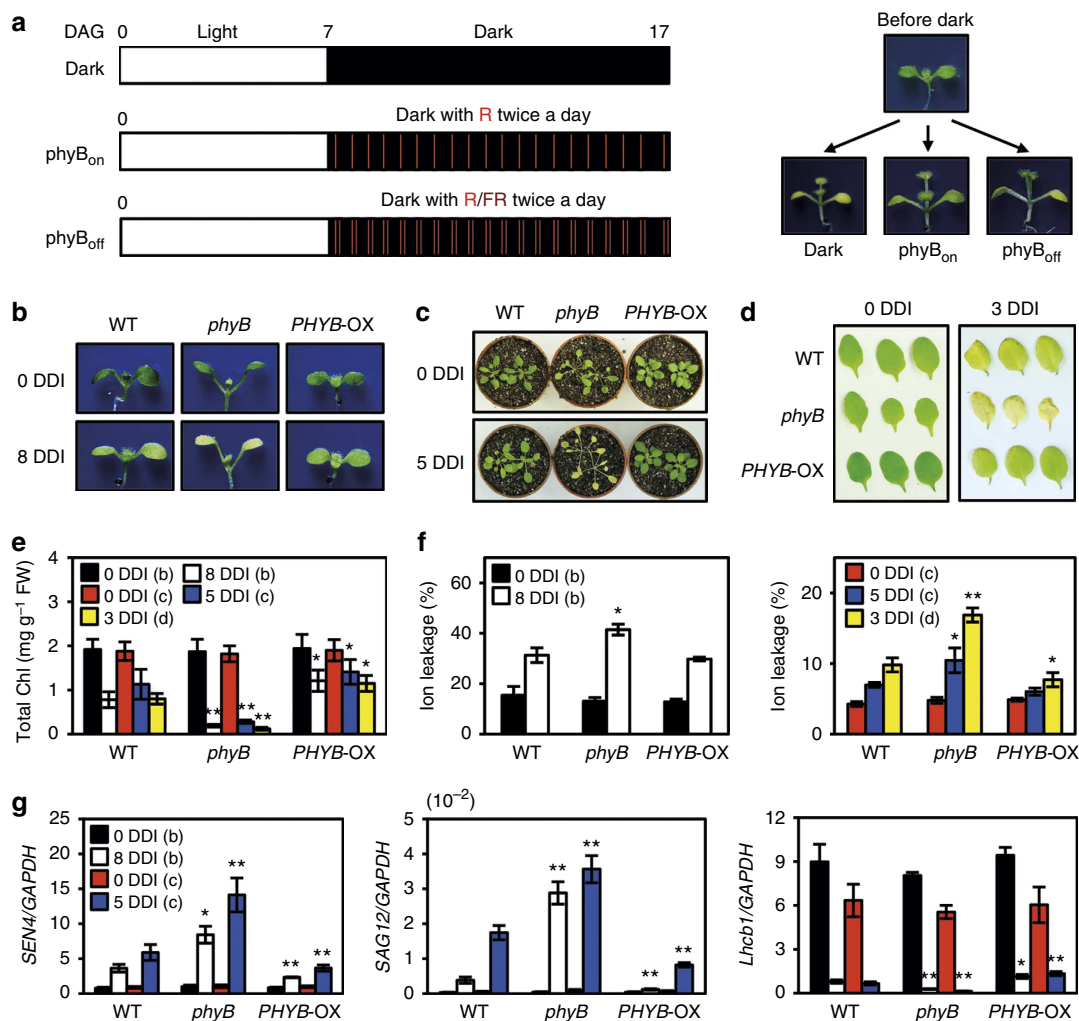 a
DAG 0 Light 7 Dark 17
Dark
0 Dark with R twice a day
phyBon
0 Dark with R/FR twice a day
phyBoff
Before dark
Dark phyBon phyBoff
b
WT phyB PHYB-OX
0 DDI
8 DDI
c
WT phyB PHYB-OX
0 DDI
5 DDI
d
0 DDI 3 DDI
WT
phyB
PHYB-OX
e
Total Chl (mg g−1 FW)
4
3
2
1
0
0 DDI (b) 8 DDI (b)
0 DDI (c) 5 DDI (c)
3 DDI (d)
* * *
** ** **
WT phyB PHYB-OX
f
Ion leakage (%)
60
40
20
0
0 DDI (b)
8 DDI (b)
*
WT phyB PHYB-OX
Ion leakage (%)
20
10
0
0 DDI (c)
5 DDI (c)
3 DDI (d)
* ** *
WT phyB PHYB-OX
g
SEN4/GAPDH
25
20
15
10
5
0
0 DDI (b)
8 DDI (b)
0 DDI (c)
5 DDI (c)
* ** ** **
WT phyB PHYB-OX
(10−2)
SAG12/GAPDH
5
4
3
2
1
0
** ** ** **
WT phyB PHYB-OX
Lhcb1/GAPDH
12
9
6
3
0
** ** * **
WT phyB PHYB-OX